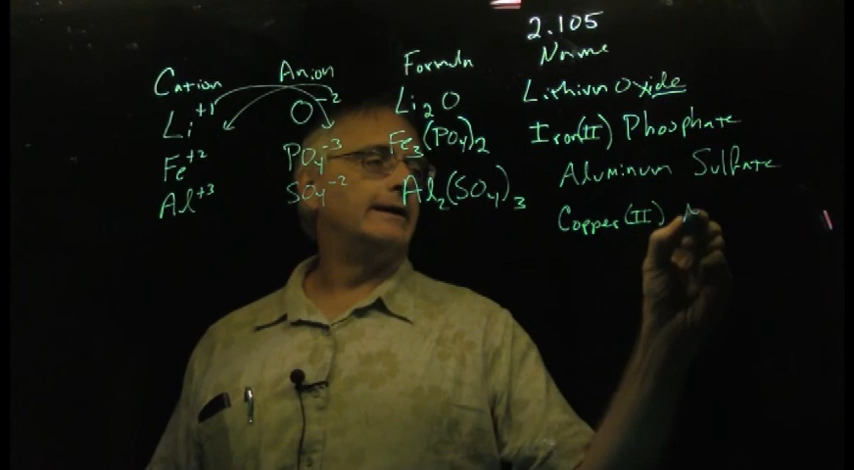 2.105
Cation Anion Formula Name
Li+1 O-2 Li2O Lithium Oxide
Fe+2 PO4-3 Fe3(PO4)2 Iron(II) Phosphate
Al+3 SO4-2 Al2(SO4)3 Aluminum Sulfate
Copper(II)